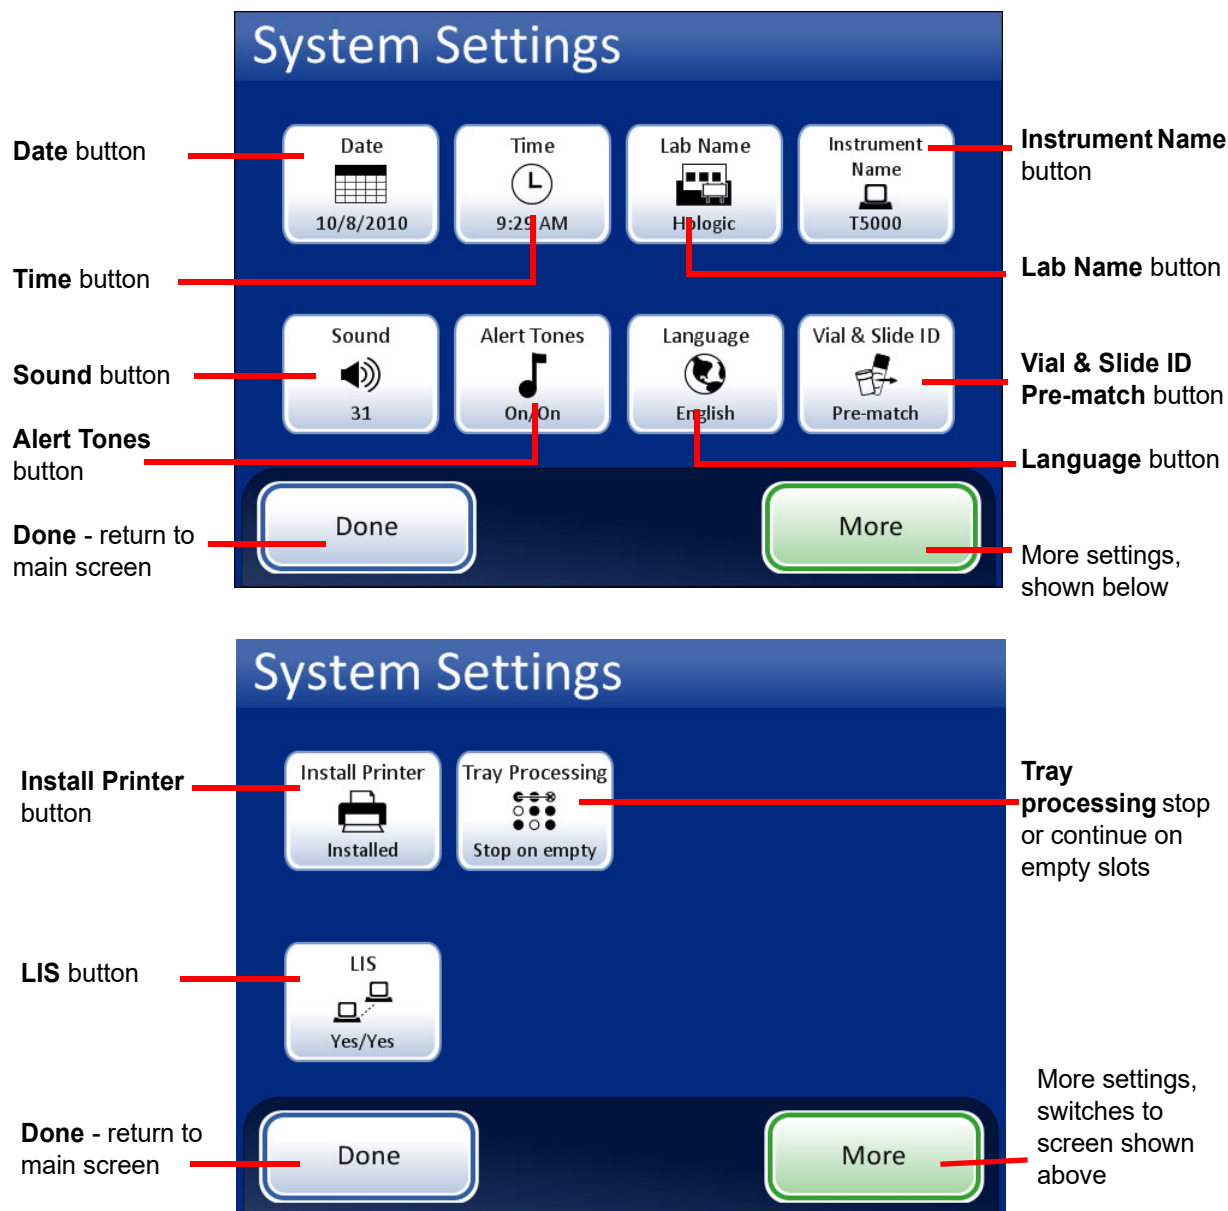 System Settings
Date button
Date
10/8/2010
Time
9:29 AM
Lab Name
Hologic
Instrument
Name
T5000
Instrument Name
button
Time button
Lab Name button
Sound button
Sound
31
Alert Tones
On/On
Language
English
Vial & Slide ID
Pre-match
Vial & Slide ID
Pre-match button
Alert Tones
button
Language button
Done - return to
main screen
Done
More
More settings,
shown below
System Settings
Install Printer
button
Install Printer
Installed
Tray Processing
Stop on empty
Tray
processing stop
or continue on
empty slots
LIS button
LIS
Yes/Yes
Done - return to
main screen
Done
More
More settings,
switches to
screen shown
above